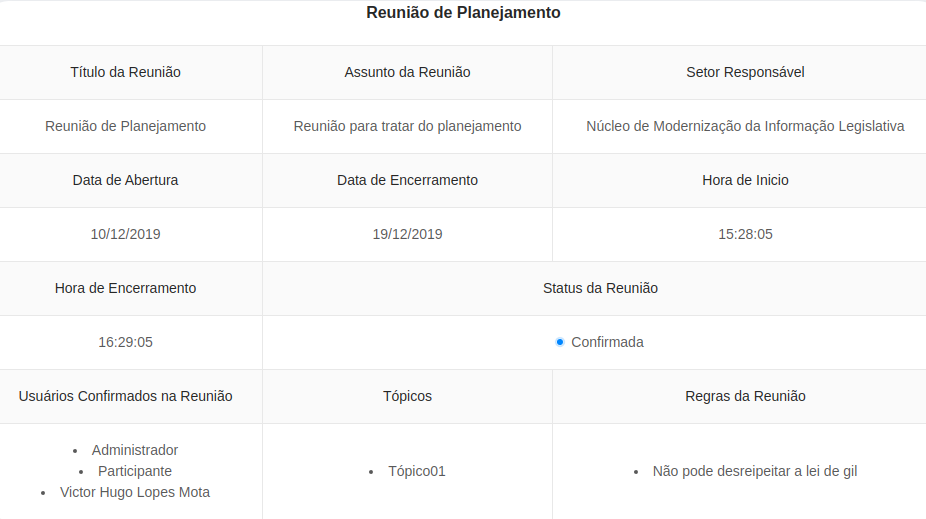 Reunião de Planejamento
Título da Reunião Assunto da Reunião Setor Responsável
Reunião de Planejamento Reunião para tratar do planejamento Núcleo de Modernização da Informação Legislativa
Data de Abertura Data de Encerramento Hora de Inicio
10/12/2019 19/12/2019 15:28:05
Hora de Encerramento Status da Reunião
16:29:05 Confirmada
Usuários Confirmados na Reunião Tópicos Regras da Reunião
• Administrador
• Participante • Tópico01 • Não pode desreipeitar a lei de gil
• Victor Hugo Lopes Mota